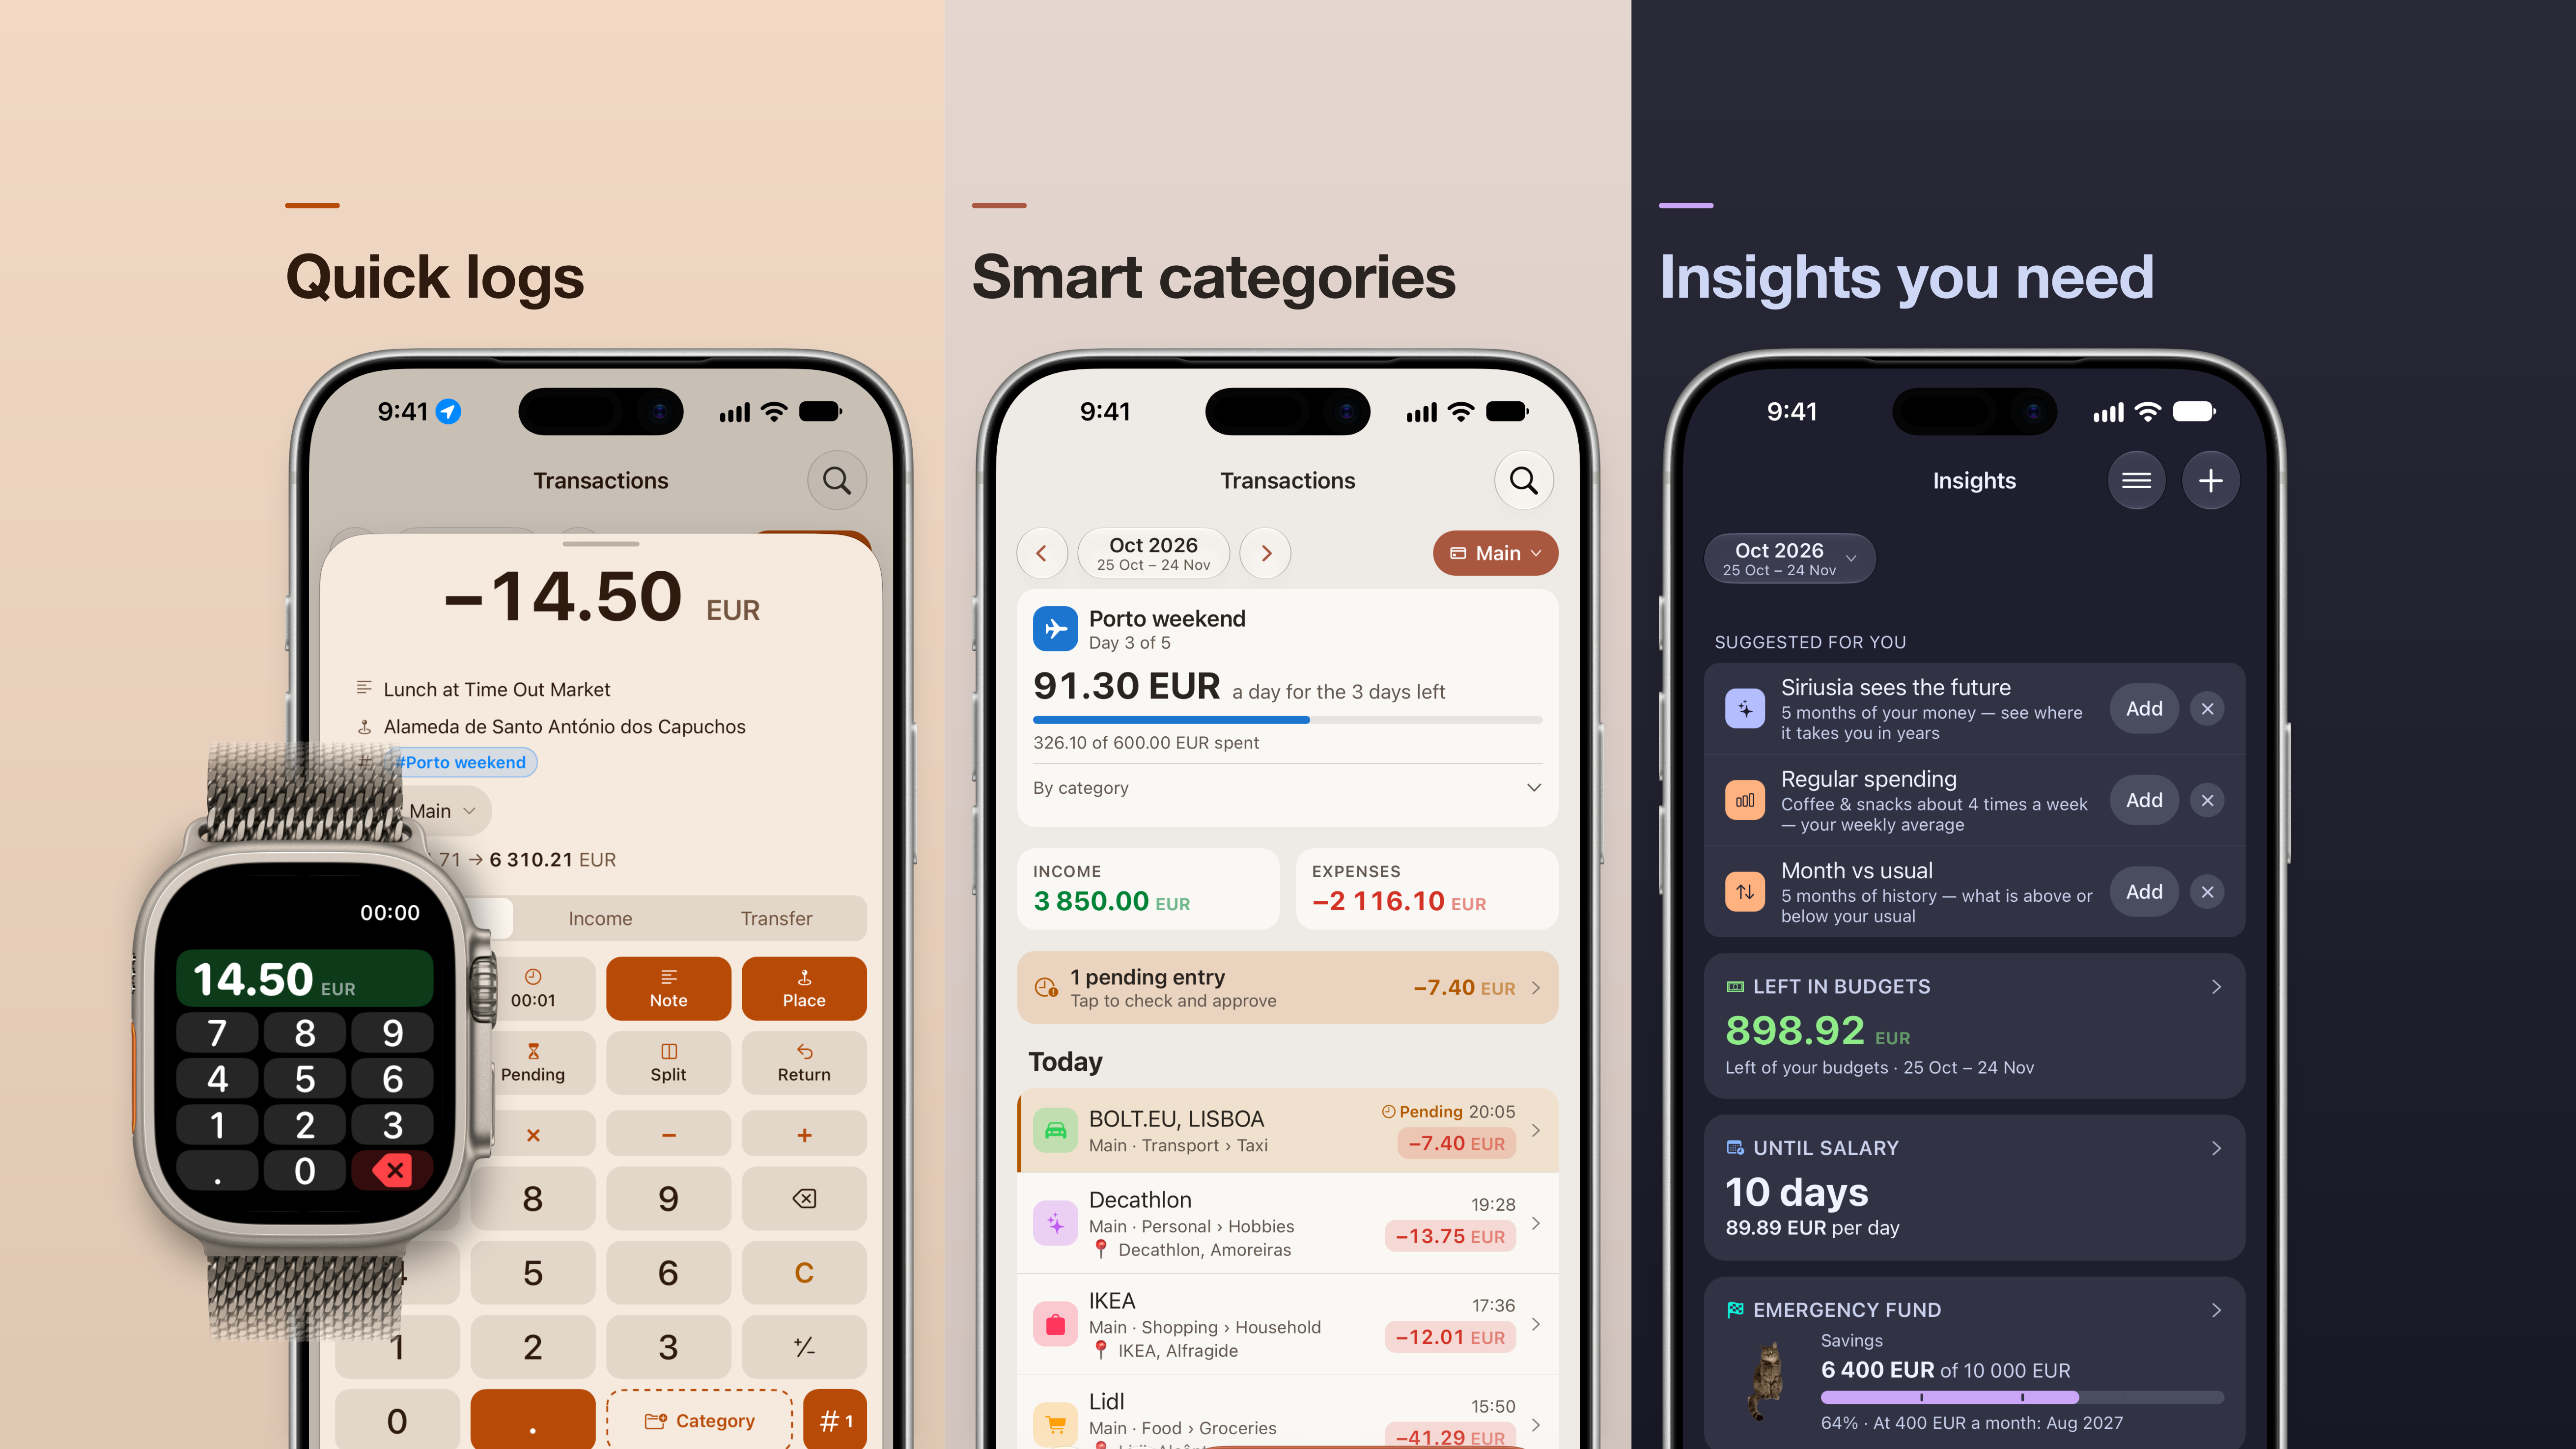 Quick logs
9:41
Transactions
−14.50 EUR
Lunch at Time Out Market
Alameda de Santo António dos Capuchos
# #Porto weekend
Main
71 → 6 310.21 EUR
Income Transfer
00:01 Note Place
Pending Split Return
× − +
8 9
5 6 C
1 2 3 +/−
0 . Category # 1
00:00
14.50 EUR
7 8 9
4 5 6
1 2 3
. 0
Smart categories
9:41
Transactions
Oct 2026
25 Oct – 24 Nov
Main
Porto weekend
Day 3 of 5
91.30 EUR a day for the 3 days left
326.10 of 600.00 EUR spent
By category
INCOME
3 850.00 EUR
EXPENSES
−2 116.10 EUR
1 pending entry
Tap to check and approve
−7.40 EUR
Today
BOLT.EU, LISBOA
Main · Transport › Taxi
Pending 20:05
−7.40 EUR
Decathlon
Main · Personal › Hobbies
Decathlon, Amoreiras
19:28
−13.75 EUR
IKEA
Main · Shopping › Household
IKEA, Alfragide
17:36
−12.01 EUR
Lidl
Main · Food › Groceries
15:50
−41.29 EUR
Insights you need
9:41
Insights
Oct 2026
25 Oct – 24 Nov
SUGGESTED FOR YOU
Siriusia sees the future
5 months of your money — see where
it takes you in years
Add
Regular spending
Coffee & snacks about 4 times a week
— your weekly average
Add
Month vs usual
5 months of history — what is above or
below your usual
Add
LEFT IN BUDGETS
898.92 EUR
Left of your budgets · 25 Oct – 24 Nov
UNTIL SALARY
10 days
89.89 EUR per day
EMERGENCY FUND
Savings
6 400 EUR of 10 000 EUR
64% · At 400 EUR a month: Aug 2027